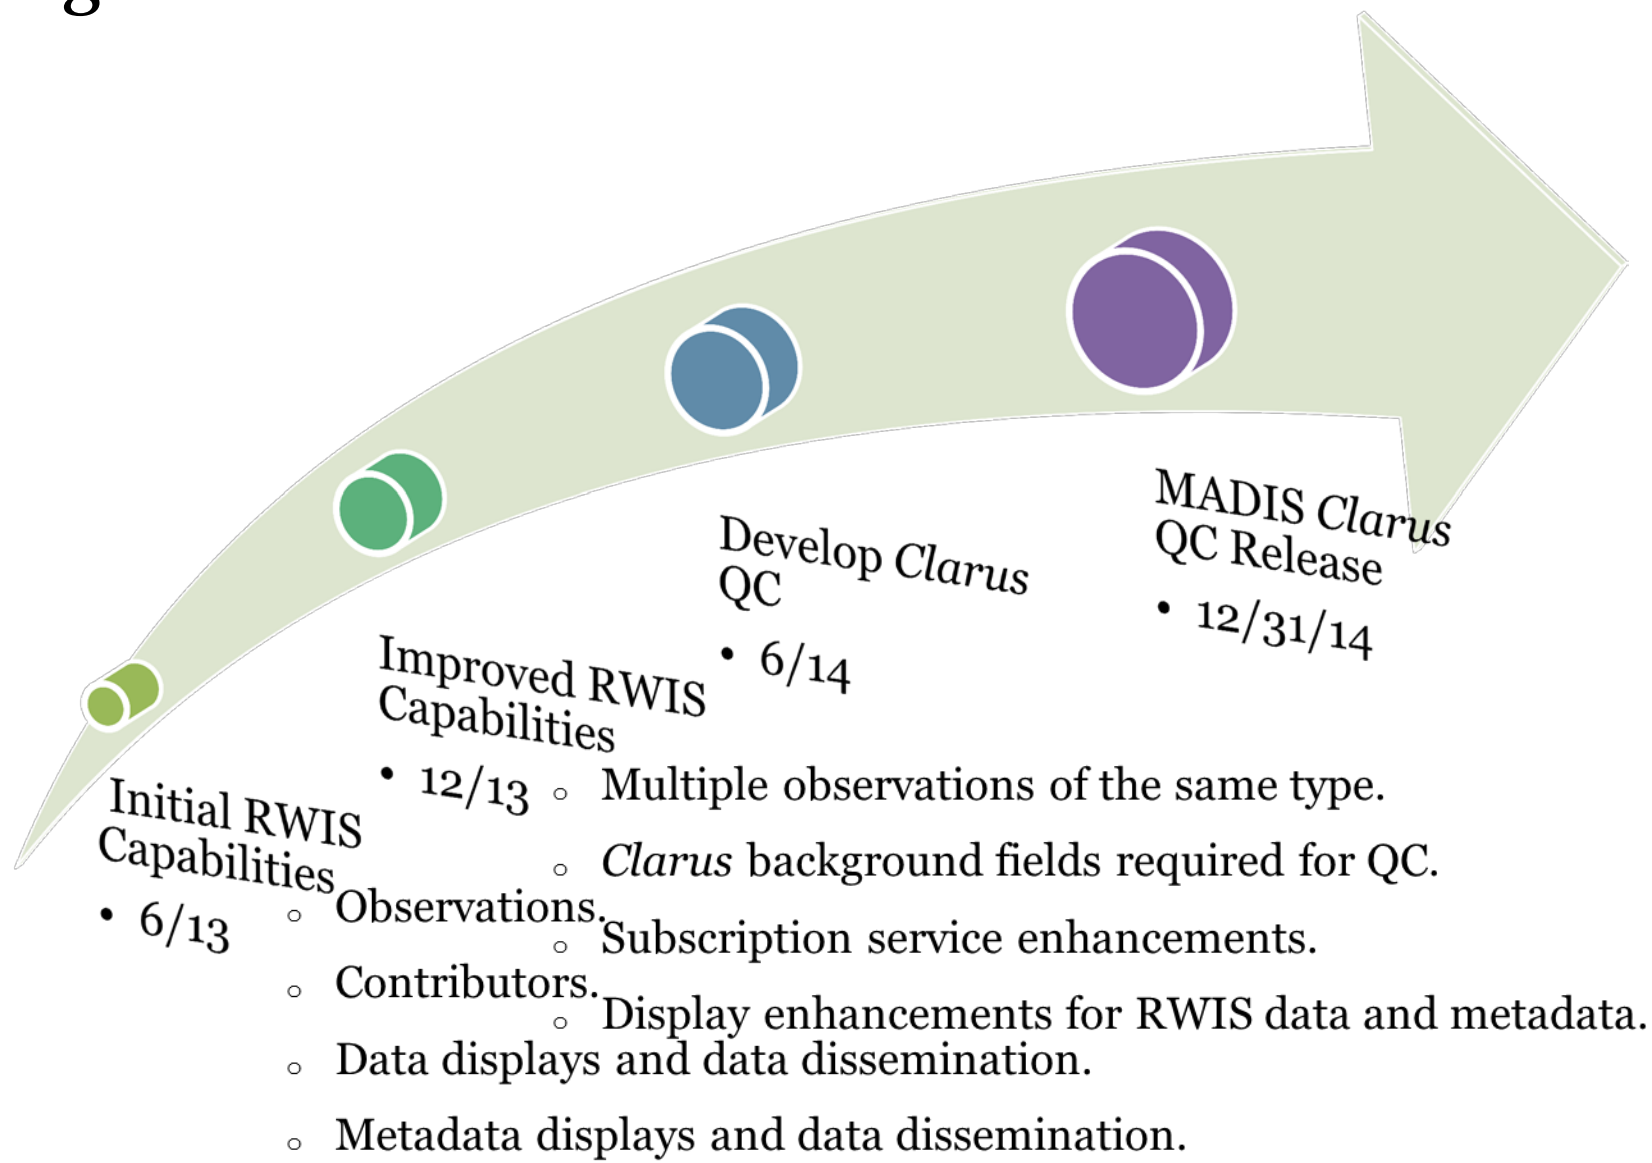 Initial RWIS
Capabilities
• 6/13
○ Observations.
○ Contributors.
○ Data displays and data dissemination.
○ Metadata displays and data dissemination.
Improved RWIS
Capabilities
• 12/13
○ Multiple observations of the same type.
○ Clarus background fields required for QC.
○ Subscription service enhancements.
○ Display enhancements for RWIS data and metadata.
Develop Clarus
QC
• 6/14
MADIS Clarus
QC Release
• 12/31/14